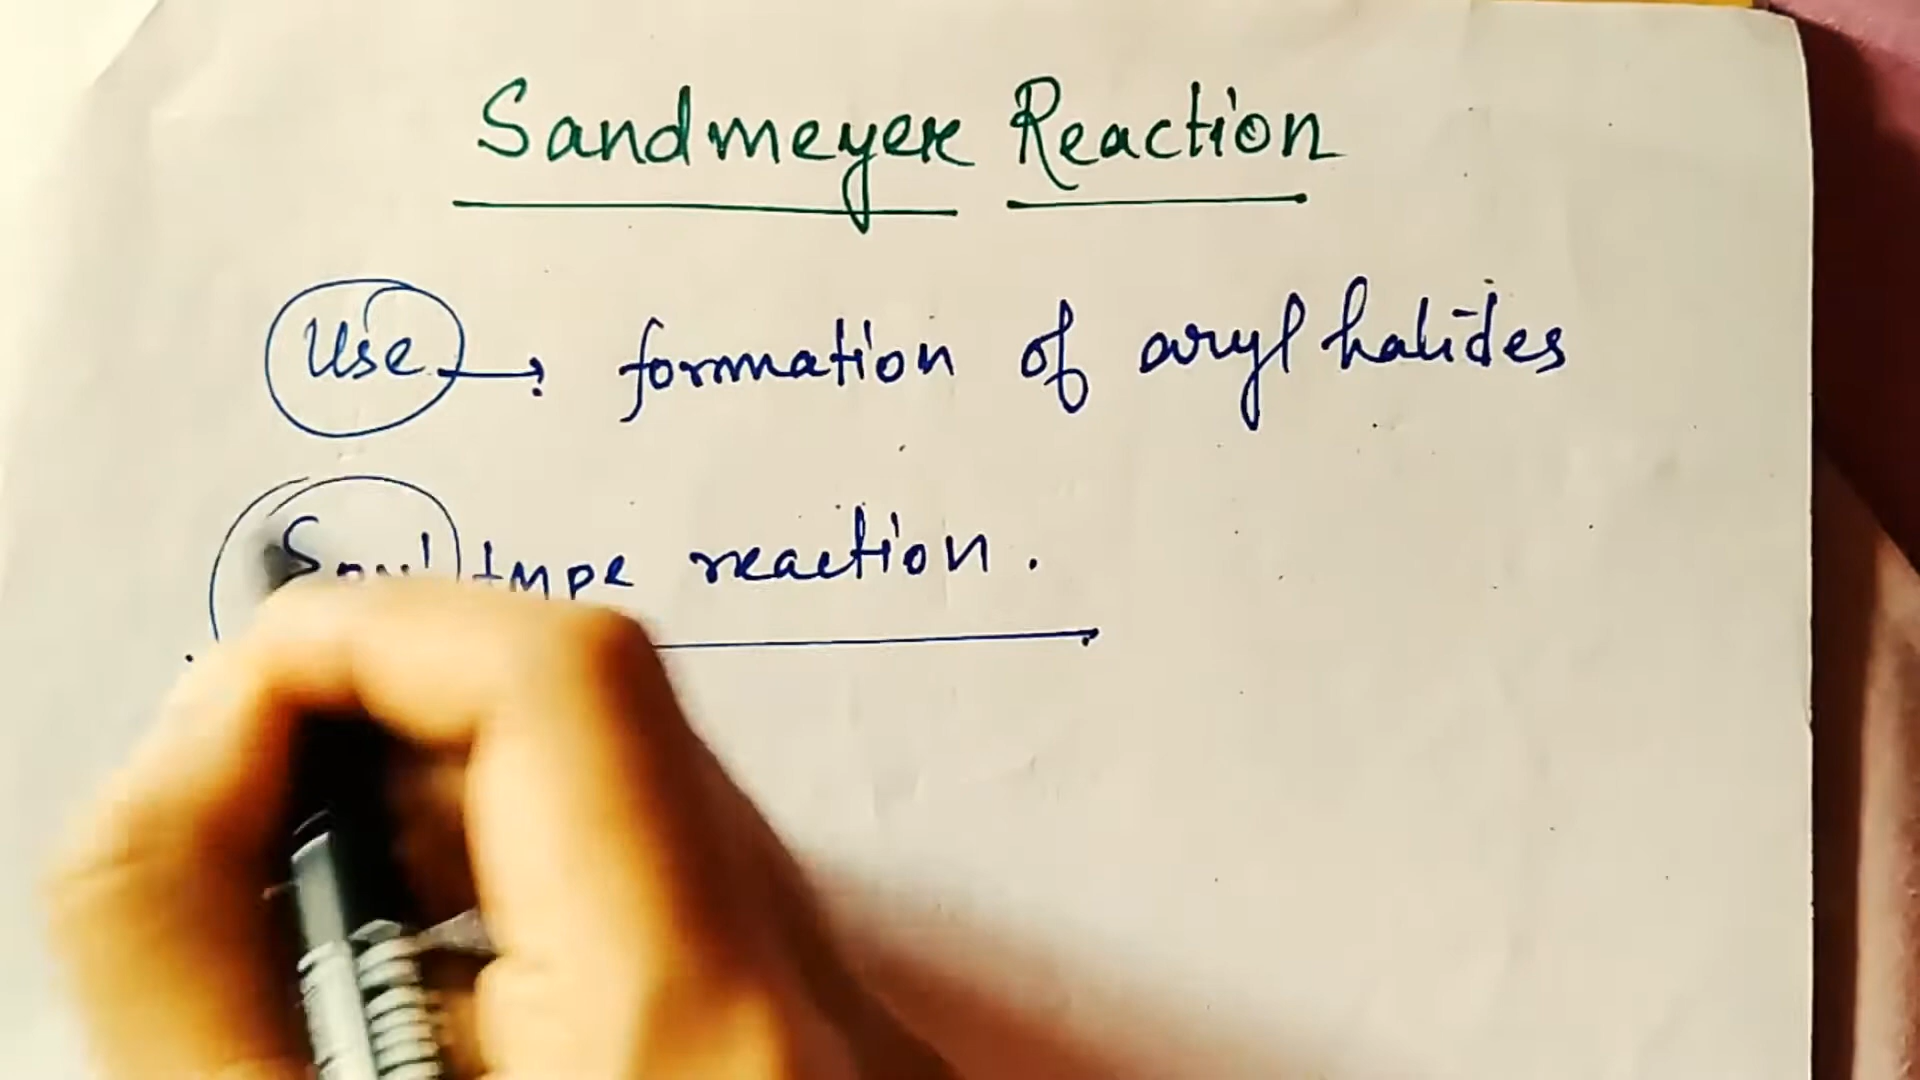 Sandmeyer Reaction
Use → formation of aryl halides
type reaction.